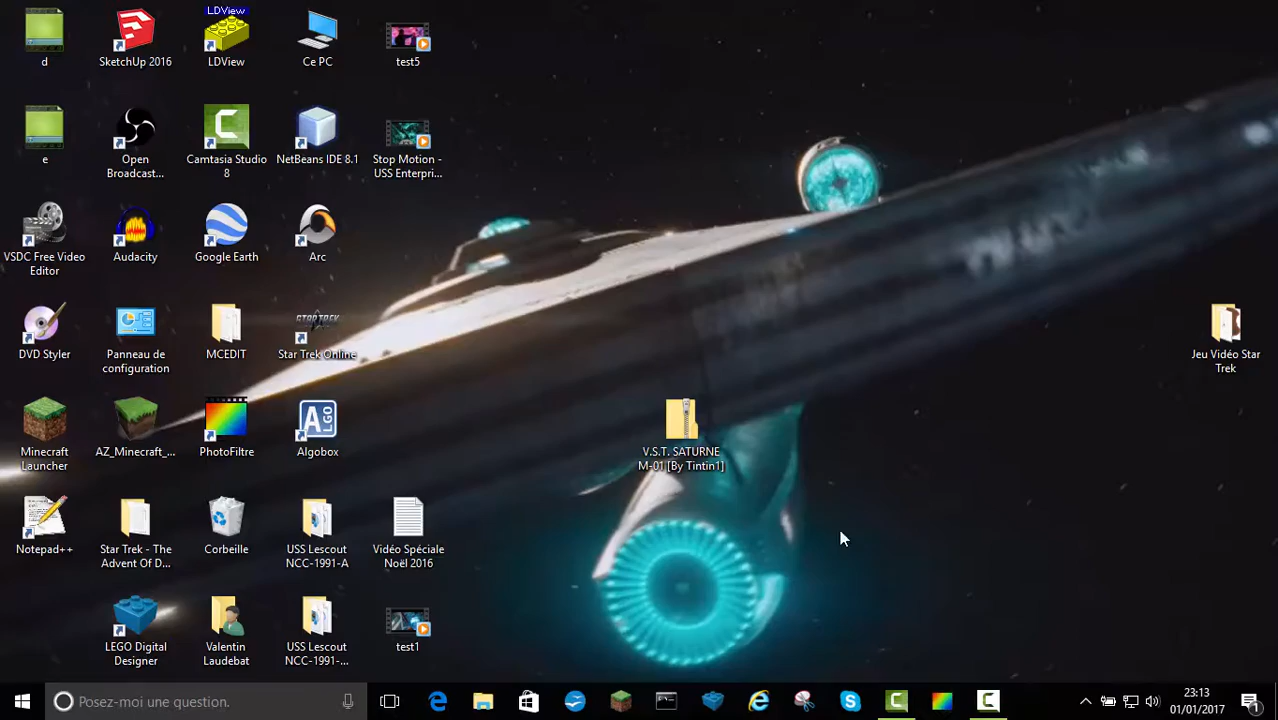 d
SketchUp 2016
LDView
LDView
Ce PC
test5
e
Open
Broadcast...
Camtasia Studio
8
NetBeans IDE 8.1
Stop Motion -
USS Enterpri...
VSDC Free Video
Editor
Audacity
Google Earth
Arc
DVD Styler
Panneau de
configuration
MCEDIT
STAR TREK
Star Trek Online
Jeu Vidéo Star
Trek
Minecraft
Launcher
AZ_Minecraft_...
PhotoFiltre
A
LGO
Algobox
V.S.T. SATURNE
M-01 [By Tintin1]
Notepad++
Star Trek - The
Advent Of D...
Corbeille
USS Lescout
NCC-1991-A
Vidéo Spéciale
Noël 2016
LEGO Digital
Designer
Valentin
Laudebat
USS Lescout
NCC-1991-...
test1
Posez-moi une question.
23:13
01/01/2017
1